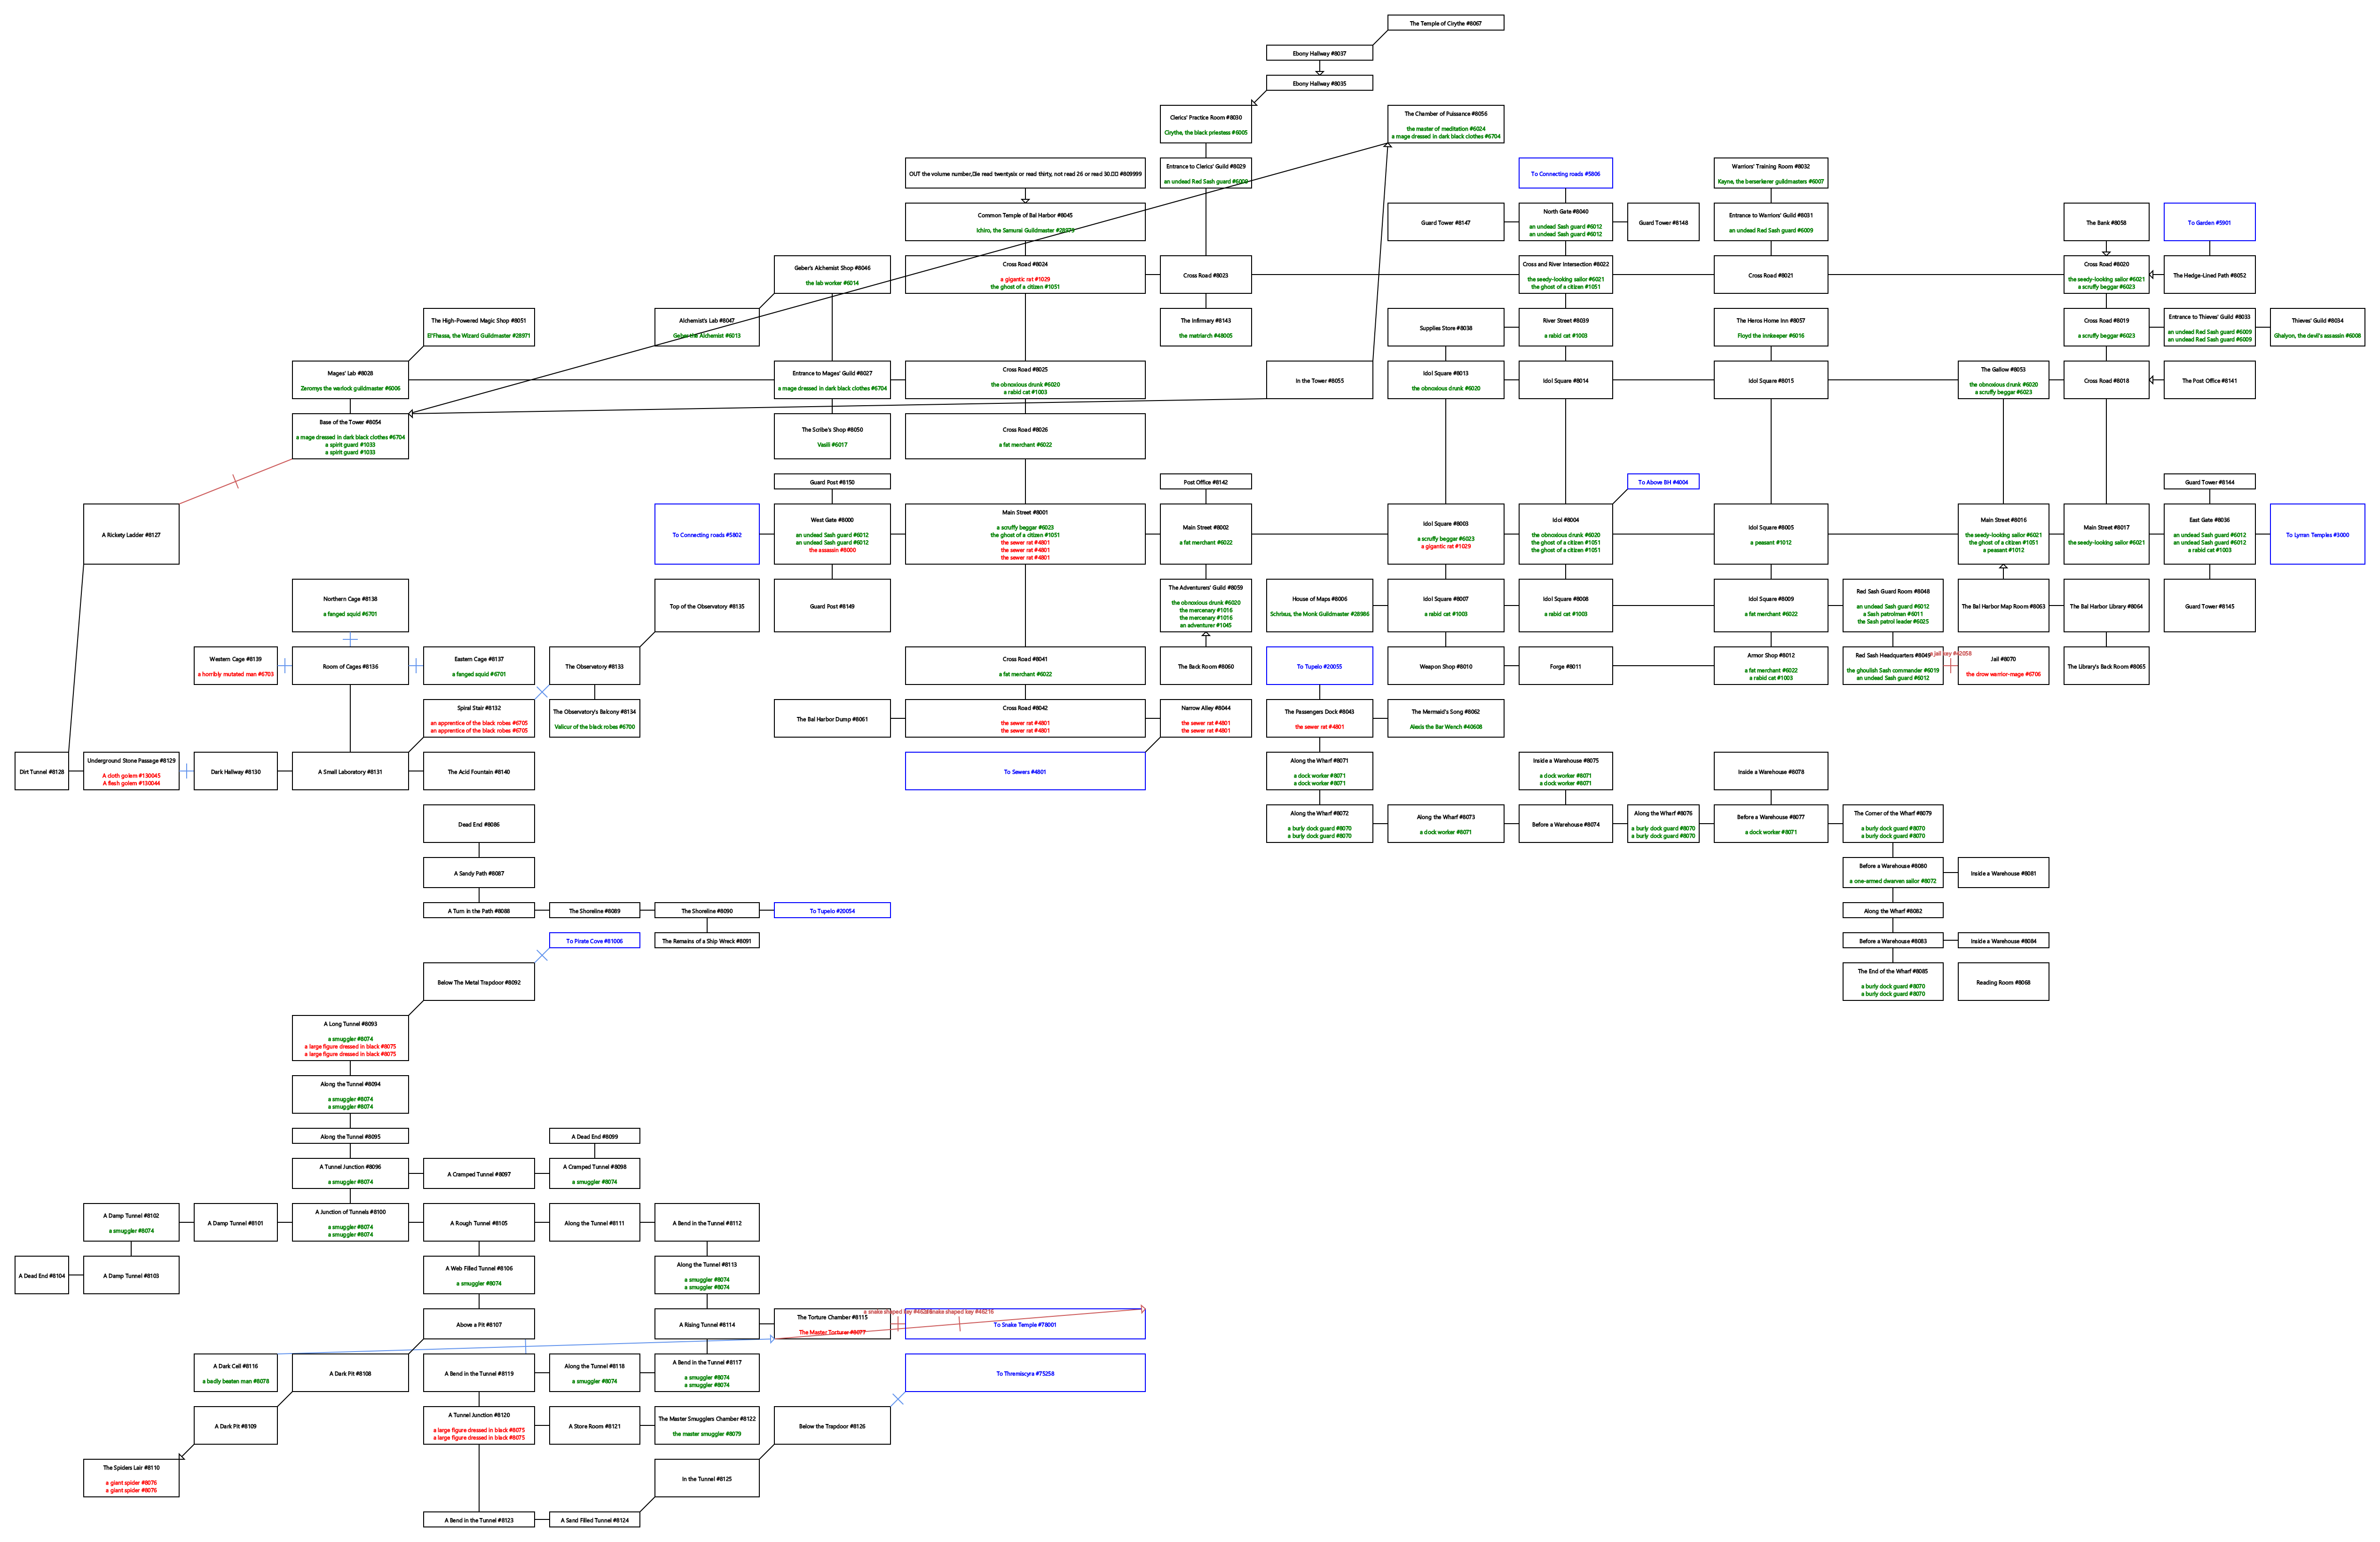 The Temple of Cirythe #8067
Ebony Hallway #8037
Ebony Hallway #8035
Clerics' Practice Room #8030
Cirythe, the black priestess #6005
The Chamber of Puissance #8056
the master of meditation #6024
a mage dressed in dark black clothes #6704
OUT the volume number,
ie read twentysix or read thirty, not read 26 or read 30.
#809999
Entrance to Clerics' Guild #8029
an undead Red Sash guard #6009
To Connecting roads #5806
Warriors' Training Room #8032
Kayne, the berserkerer guildmasters #6007
Common Temple of Bal Harbor #8045
Ichiro, the Samurai Guildmaster #28973
Guard Tower #8147
North Gate #8040
an undead Sash guard #6012
an undead Sash guard #6012
Guard Tower #8148
Entrance to Warriors' Guild #8031
an undead Red Sash guard #6009
The Bank #8058
To Garden #5901
Geber's Alchemist Shop #8046
the lab worker #6014
Cross Road #8024
a gigantic rat #1029
the ghost of a citizen #1051
Cross Road #8023
Cross and River Intersection #8022
the seedy-looking sailor #6021
the ghost of a citizen #1051
Cross Road #8021
Cross Road #8020
the seedy-looking sailor #6021
a scruffy beggar #6023
The Hedge-Lined Path #8052
The High-Powered Magic Shop #8051
El'Fhassa, the Wizard Guildmaster #28971
Alchemist's Lab #8047
Geber the Alchemist #6013
The Infirmary #8143
the matriarch #48005
Supplies Store #8038
River Street #8039
a rabid cat #1003
The Heros Home Inn #8057
Floyd the Innkeeper #6016
Cross Road #8019
a scruffy beggar #6023
Entrance to Thieves' Guild #8033
an undead Red Sash guard #6009
an undead Red Sash guard #6009
Thieves' Guild #8034
Ghalyon, the devil's assassin #6008
Mages' Lab #8028
Zeromys the warlock guildmaster #6006
Entrance to Mages' Guild #8027
a mage dressed in dark black clothes #6704
Cross Road #8025
the obnoxious drunk #6020
a rabid cat #1003
In the Tower #8055
Idol Square #8013
the obnoxious drunk #6020
Idol Square #8014
Idol Square #8015
The Gallow #8053
the obnoxious drunk #6020
a scruffy beggar #6023
Cross Road #8018
The Post Office #8141
Base of the Tower #8054
a mage dressed in dark black clothes #6704
a spirit guard #1033
a spirit guard #1033
The Scribe's Shop #8050
Vasili #6017
Cross Road #8026
a fat merchant #6022
Guard Post #8150
Post Office #8142
To Above BH #4004
Guard Tower #8144
A Rickety Ladder #8127
To Connecting roads #5802
West Gate #8000
an undead Sash guard #6012
an undead Sash guard #6012
the assassin #8000
Main Street #8001
a scruffy beggar #6023
the ghost of a citizen #1051
the sewer rat #4801
the sewer rat #4801
the sewer rat #4801
Main Street #8002
a fat merchant #6022
Idol Square #8003
a scruffy beggar #6023
a gigantic rat #1029
Idol #8004
the obnoxious drunk #6020
the ghost of a citizen #1051
the ghost of a citizen #1051
Idol Square #8005
a peasant #1012
Main Street #8016
the seedy-looking sailor #6021
the ghost of a citizen #1051
a peasant #1012
Main Street #8017
the seedy-looking sailor #6021
East Gate #8036
an undead Sash guard #6012
an undead Sash guard #6012
a rabid cat #1003
To Lyrran Temples #3000
Northern Cage #8138
a fanged squid #6701
Top of the Observatory #8135
Guard Post #8149
The Adventurers' Guild #8059
the obnoxious drunk #6020
the mercenary #1016
the mercenary #1016
an adventurer #1045
House of Maps #8006
Schrixus, the Monk Guildmaster #28986
Idol Square #8007
a rabid cat #1003
Idol Square #8008
a rabid cat #1003
Idol Square #8009
a fat merchant #6022
Red Sash Guard Room #8048
an undead Sash guard #6012
a Sash patrolman #6011
the Sash patrol leader #6025
The Bal Harbor Map Room #8063
The Bal Harbor Library #8064
Guard Tower #8145
Western Cage #8139
a horribly mutated man #6703
Room of Cages #8136
Eastern Cage #8137
a fanged squid #6701
The Observatory #8133
Cross Road #8041
a fat merchant #6022
The Back Room #8060
To Tupelo #20055
Weapon Shop #8010
Forge #8011
Armor Shop #8012
a fat merchant #6022
a rabid cat #1003
Red Sash Headquarters #8049
the ghoulish Sash commander #6019
an undead Sash guard #6012
Jail #8070
the drow warrior-mage #6706
The Library's Back Room #8065
Spiral Stair #8132
an apprentice of the black robes #6705
an apprentice of the black robes #6705
The Observatory's Balcony #8134
Velicur of the black robes #6700
The Bal Harbor Dump #8061
Cross Road #8042
the sewer rat #4801
the sewer rat #4801
Narrow Alley #8044
the sewer rat #4801
the sewer rat #4801
The Passengers Dock #8043
the sewer rat #4801
The Mermaid's Song #8062
Alexis the Bar Wench #40608
Dirt Tunnel #8128
Underground Stone Passage #8129
A cloth golem #130045
A flesh golem #130044
Dark Hallway #8130
A Small Laboratory #8131
The Acid Fountain #8140
To Sewers #4801
Along the Wharf #8071
a dock worker #8071
a dock worker #8071
Inside a Warehouse #8075
a dock worker #8071
a dock worker #8071
Inside a Warehouse #8078
Dead End #8086
Along the Wharf #8072
a burly dock guard #8070
a burly dock guard #8070
Along the Wharf #8073
a dock worker #8071
Before a Warehouse #8074
Along the Wharf #8076
a burly dock guard #8070
a burly dock guard #8070
Before a Warehouse #8077
a dock worker #8071
The Corner of the Wharf #8079
a burly dock guard #8070
a burly dock guard #8070
A Sandy Path #8087
Before a Warehouse #8080
a one-armed dwarven sailor #8072
Inside a Warehouse #8081
A Turn in the Path #8088
The Shoreline #8089
The Shoreline #8090
To Tupelo #20054
Along the Wharf #8082
To Pirate Cove #81006
The Remains of a Ship Wreck #8091
Before a Warehouse #8083
Inside a Warehouse #8084
Below The Metal Trapdoor #8092
The End of the Wharf #8085
a burly dock guard #8070
a burly dock guard #8070
Reading Room #8068
A Long Tunnel #8093
a smuggler #8074
a large figure dressed in black #8075
a large figure dressed in black #8075
Along the Tunnel #8094
a smuggler #8074
a smuggler #8074
Along the Tunnel #8095
A Dead End #8099
A Tunnel Junction #8096
a smuggler #8074
A Cramped Tunnel #8097
A Cramped Tunnel #8098
a smuggler #8074
A Damp Tunnel #8102
a smuggler #8074
A Damp Tunnel #8101
A Junction of Tunnels #8100
a smuggler #8074
a smuggler #8074
A Rough Tunnel #8105
Along the Tunnel #8111
A Bend in the Tunnel #8112
A Dead End #8104
A Damp Tunnel #8103
A Web Filled Tunnel #8106
a smuggler #8074
Along the Tunnel #8113
a smuggler #8074
a smuggler #8074
Above a Pit #8107
A Rising Tunnel #8114
The Torture Chamber #8115
The Master Torturer #8077
a snake shaped key #48216
To Snake Temple #78001
A Dark Cell #8116
a badly beaten man #8078
A Dark Pit #8108
A Bend in the Tunnel #8119
Along the Tunnel #8118
a smuggler #8074
A Bend in the Tunnel #8117
a smuggler #8074
a smuggler #8074
To Thremiscyra #75258
A Dark Pit #8109
A Tunnel Junction #8120
a large figure dressed in black #8075
a large figure dressed in black #8075
A Store Room #8121
The Master Smugglers Chamber #8122
the master smuggler #8079
Below the Trapdoor #8126
The Spiders Lair #8110
a giant spider #8076
a giant spider #8076
In the Tunnel #8125
A Bend in the Tunnel #8123
A Sand Filled Tunnel #8124